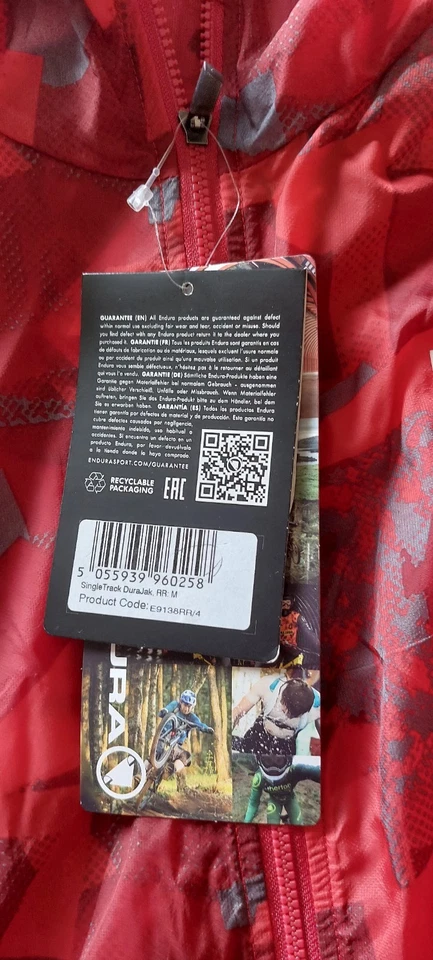 GUARANTEE (EN) All Endura products are guaranteed against defect
within normal use excluding fair wear and tear, accident or misuse. Should
you find defect with any Endura product return it to the dealer where you
purchased it. GARANTIE (FR) Tous les produits Endura sont garantis en cas
de défauts de fabrication ou de matériaux, lesquels excluent l'usure normale
ou par accident du produit ainsi qu'une mauvaise utilisation. Si un produit
Endura vous semble défectueux, n'hésitez pas à le retourner au détaillant
qui vous l'a vendu. GARANTIE (DE) Sämtliche Endura-Produkte haben eine
Garantie gegen Materialfehler bei normalem Gebrauch - ausgenommen
sind üblicher Verschleiß, Unfälle oder Missbrauch. Wenn Materialfehler
auftreten, bringen Sie das Endura-Produkt bitte zu dem Händler, bei dem
Sie es erworben haben. GARANTÍA (ES) Todos los productos Endura
tienen garantía por defectos de material y de producción. Esta garantía no
cubre defectos causados por negligencia,
mantenimiento indebido, uso habitual o
accidentes. Si encuentra un defecto en un
producto Endura, por favor devuélvalo
a la tienda donde lo haya comprado
ENDURASPORT.COM/GUARANTEE
RECYCLABLE
PACKAGING
EAC
5 055939 960258
SingleTrack DuraJak. RR: M
Product Code: E9138RR/4
URA